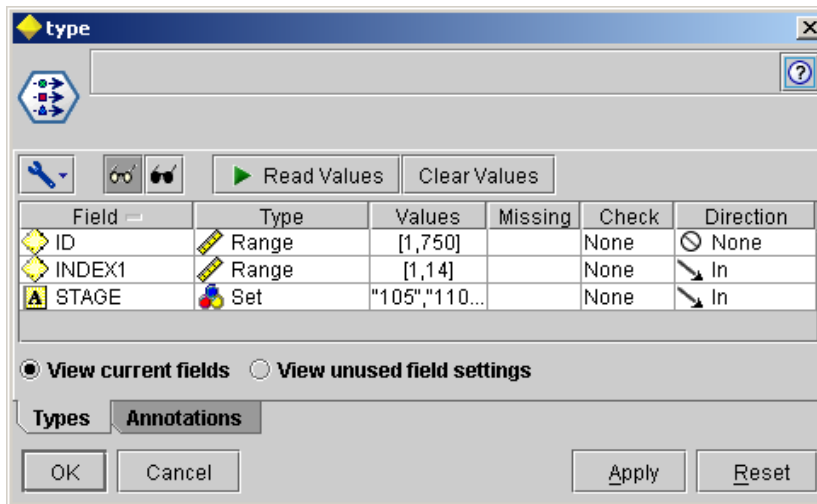 type
Read Values Clear Values
Field Type Values Missing Check Direction
ID Range [1,750] None None
INDEX1 Range [1,14] None In
A STAGE Set "105","110... None In
View current fields View unused field settings
Types Annotations
OK Cancel Apply Reset